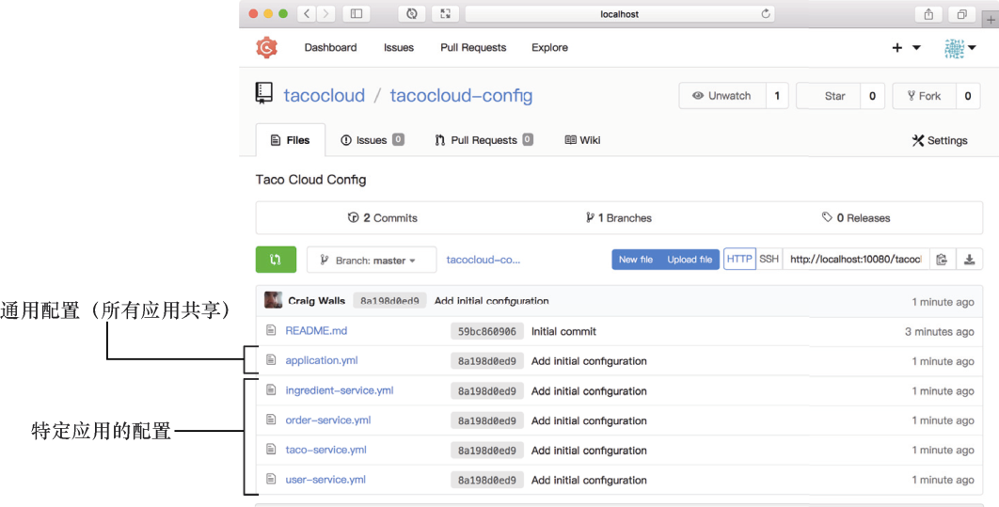 localhost
Dashboard Issues Pull Requests Explore
tacocloud / tacocloud-config
Unwatch 1 Star 0 Fork 0
Files Issues 0 Pull Requests 0 Wiki Settings
Taco Cloud Config
2 Commits 1 Branches 0 Releases
Branch: master tacocloud-co... New file Upload file HTTP SSH http://localhost:10080/tacocl
Craig Walls 8a198d0ed9 Add initial configuration 1 minute ago
通用配置（所有应用共享）
README.md 59bc860906 Initial commit 3 minutes ago
application.yml 8a198d0ed9 Add initial configuration 1 minute ago
ingredient-service.yml 8a198d0ed9 Add initial configuration 1 minute ago
order-service.yml 8a198d0ed9 Add initial configuration 1 minute ago
特定应用的配置
taco-service.yml 8a198d0ed9 Add initial configuration 1 minute ago
user-service.yml 8a198d0ed9 Add initial configuration 1 minute ago